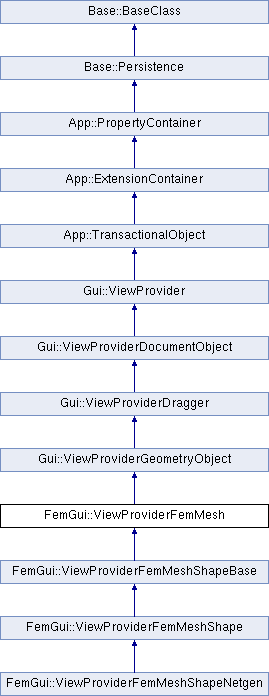 Base::BaseClass
Base::Persistence
App::PropertyContainer
App::ExtensionContainer
App::TransactionalObject
Gui::ViewProvider
Gui::ViewProviderDocumentObject
Gui::ViewProviderDragger
Gui::ViewProviderGeometryObject
FemGui::ViewProviderFemMesh
FemGui::ViewProviderFemMeshShapeBase
FemGui::ViewProviderFemMeshShape
FemGui::ViewProviderFemMeshShapeNetgen